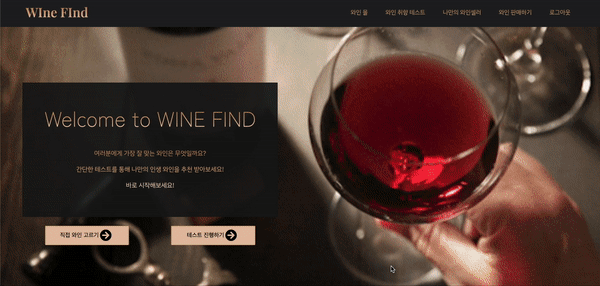 WIne FInd
와인 몰
와인 취향 테스트
나만의 와인셀러
와인 판매하기
로그아웃
Welcome to WINE FIND
여러분에게 가장 잘 맞는 와인은 무엇일까요?
간단한 테스트를 통해 나만의 인생 와인을 추천 받아보세요!
바로 시작해보세요!
직접 와인 고르기
테스트 진행하기